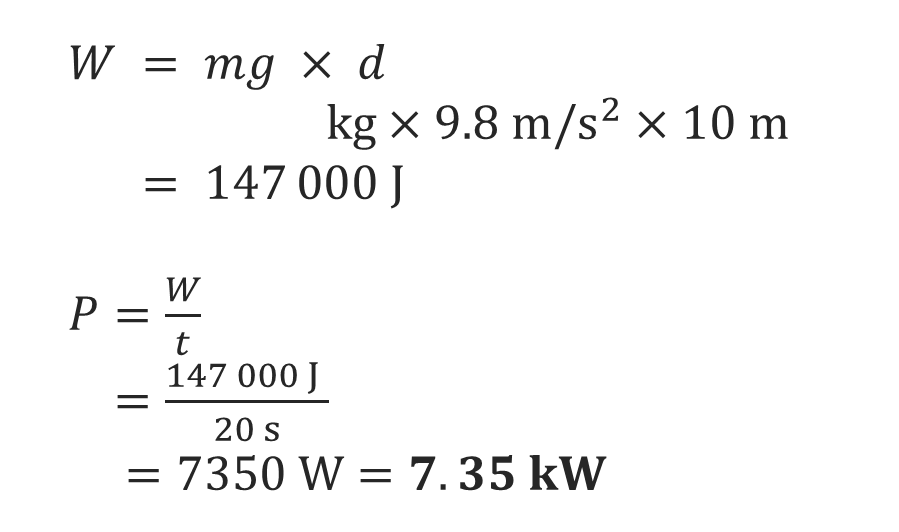 W = mg × d
kg × 9.8 m/s² × 10 m
= 147 000 J
P = W/t
= 147 000 J / 20 s
= 7350 W = 7.35 kW